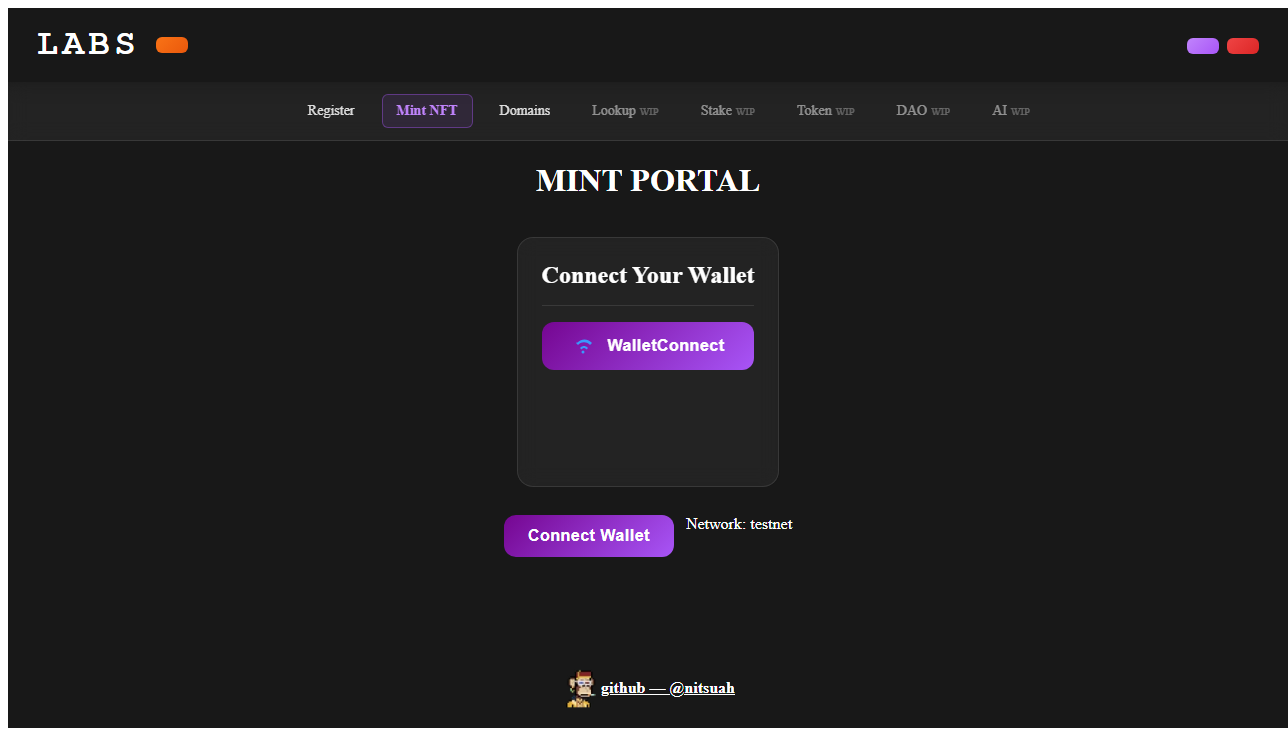 LABS
Register Mint NFT Domains Lookup WIP Stake WIP Token WIP DAO WIP AI WIP
MINT PORTAL
Connect Your Wallet
WalletConnect
Connect Wallet Network: testnet
github — @nitsuah